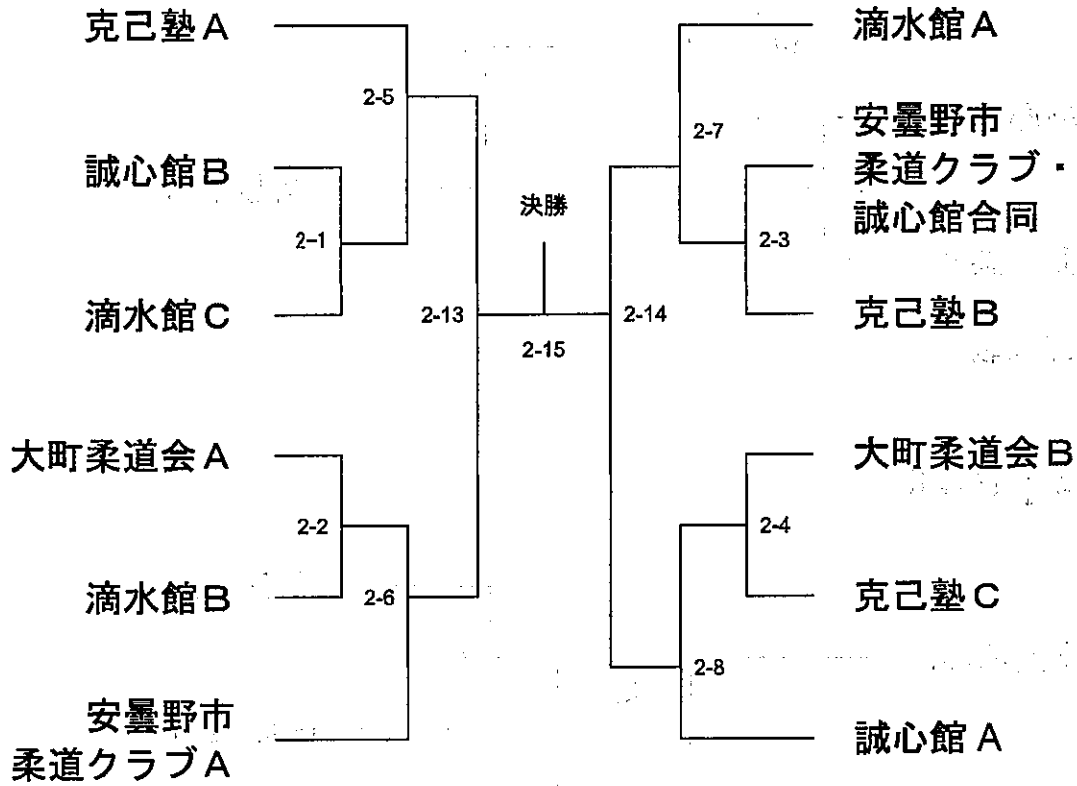 克己塾A
2-5
誠心館B
2-1
滴水館C
2-13
大町柔道会A
2-2
滴水館B
2-6
安曇野市
柔道クラブA
決勝
2-15
滴水館A
2-7
安曇野市
柔道クラブ・
誠心館合同
2-3
克己塾B
2-14
大町柔道会B
2-4
克己塾C
2-8
誠心館A